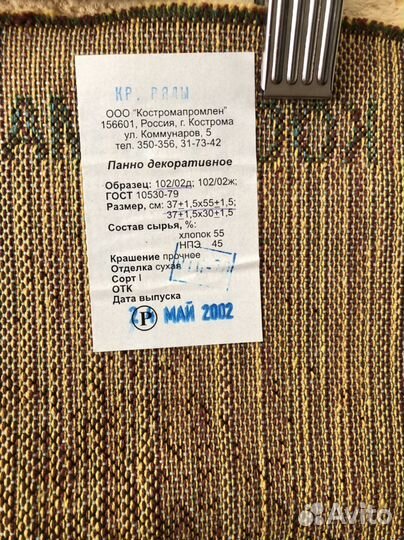 КР. РЯДЫ
ООО "Костромапромлен"
156601, Россия, г. Кострома
ул. Коммунаров, 5
тел. 350-356, 31-73-42
Панно декоративное
Образец: 102/02д; 102/02ж;
ГОСТ 10530-79
Размер, см: 37±1,5х55±1,5;
37±1,5х30±1,5
Состав сырья, %:
хлопок 55
НПЭ 45
Крашение прочное
Отделка сухая
Сорт I
ОТК
Дата выпуска
Р МАЙ 2002
Avito